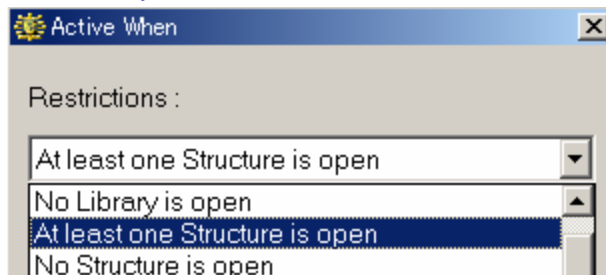 Active When
Restrictions :
At least one Structure is open
No Library is open
At least one Structure is open
No Structure is open